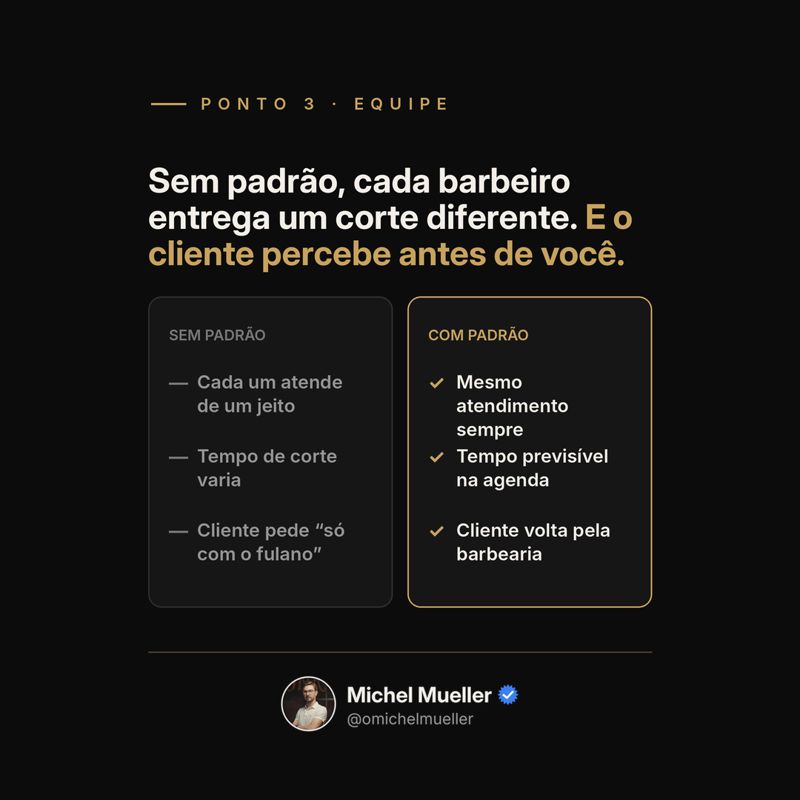 PONTO 3 · EQUIPE
Sem padrão, cada barbeiro
entrega um corte diferente. E o
cliente percebe antes de você.
SEM PADRÃO
— Cada um atende
de um jeito
— Tempo de corte
varia
— Cliente pede “só
com o fulano”
COM PADRÃO
✓ Mesmo
atendimento
sempre
✓ Tempo previsível
na agenda
✓ Cliente volta pela
barbearia
Michel Mueller
@omichelmueller